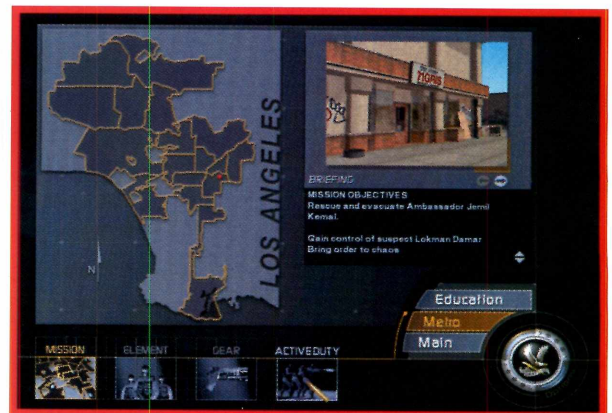 LOS ANGELES
N
BRIEFING
MISSION OBJECTIVES
Rescue and evacuate Ambassador Jemil
Kemal.
Gain control of suspect Lokman Damar
Bring order to chaos
Education
Metro
Main
MISSION
ELEMENT
GEAR
ACTIVE DUTY